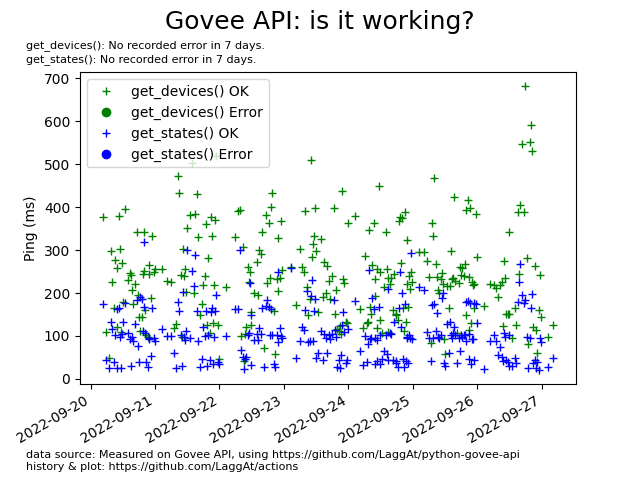 Govee API: is it working?
get_devices(): No recorded error in 7 days.
get_states(): No recorded error in 7 days.
get_devices() OK
get_devices() Error
get_states() OK
get_states() Error
700
600
500
400
300
200
100
0
Ping (ms)
2022-09-20
2022-09-21
2022-09-22
2022-09-23
2022-09-24
2022-09-25
2022-09-26
2022-09-27
data source: Measured on Govee API, using https://github.com/LaggAt/python-govee-api
history & plot: https://github.com/LaggAt/actions